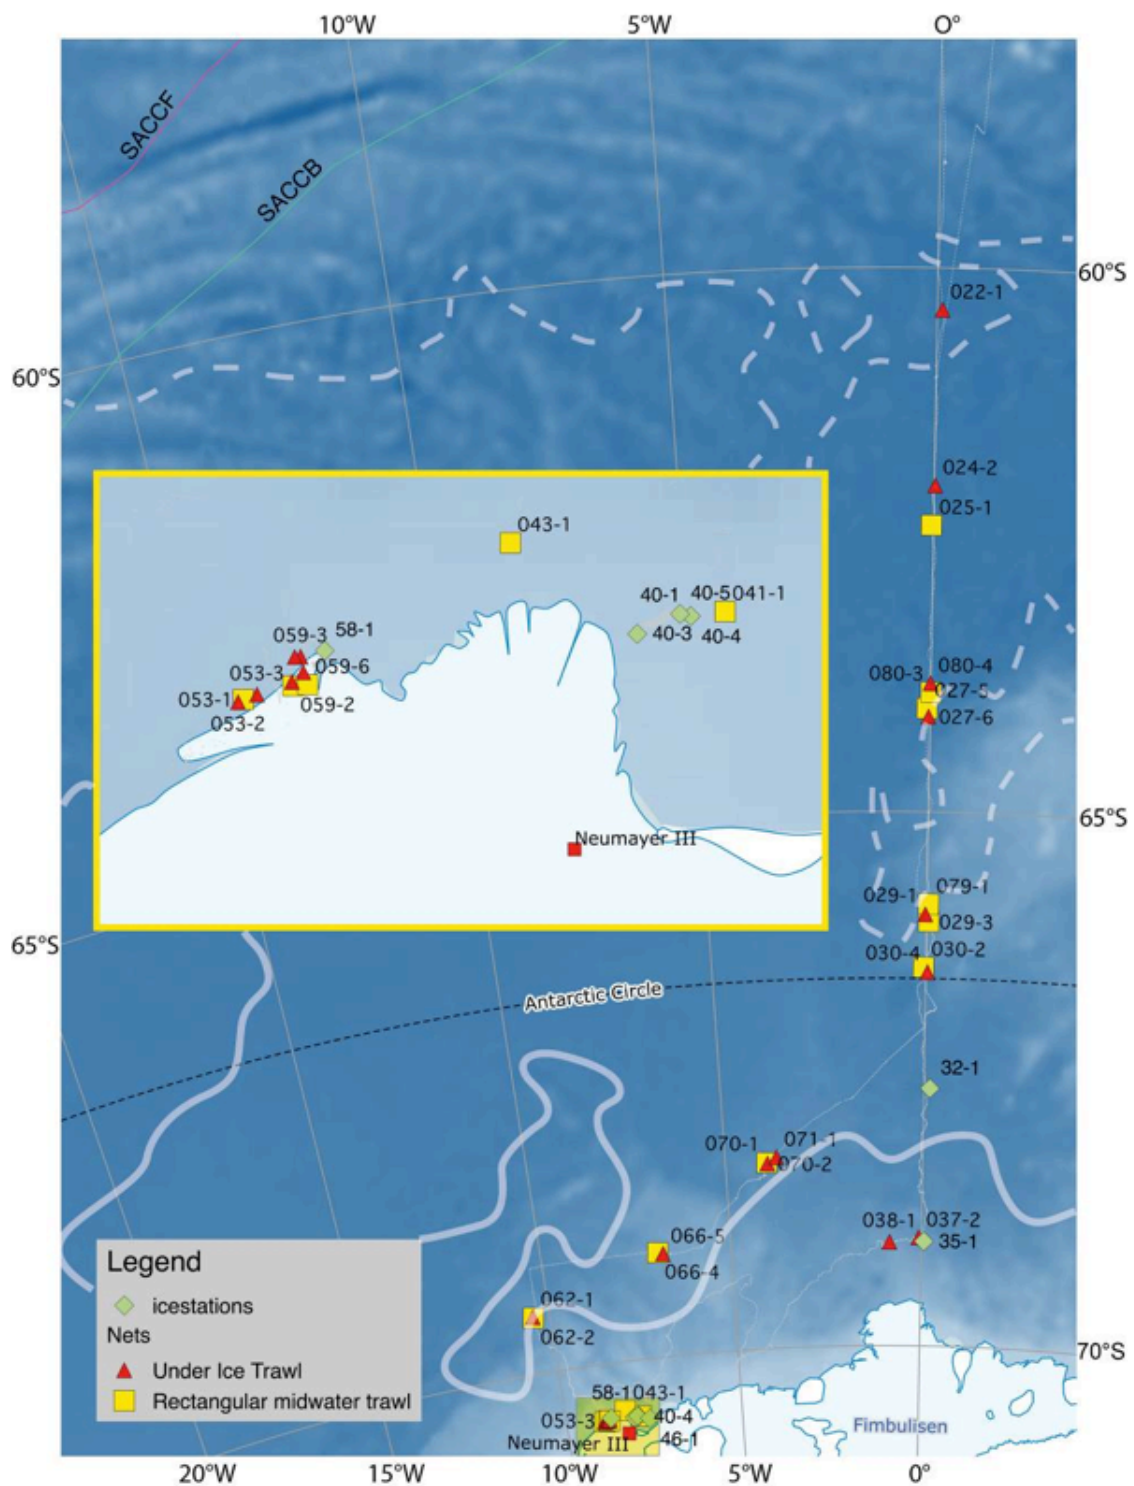 10°W 5°W O°
SACCF
SACCB
60°S
022-1
60°S
024-2
025-1
043-1
40-1 40-5041-1
40-3 40-4
58-1
059-3
059-6
053-3
053-1
059-2
053-2
080-4
080-3
027-5
027-6
65°S
Neumayer III
079-1
029-1
029-3
030-4 030-2
65°S
Antarctic Circle
32-1
071-1
070-1
070-2
037-2
038-1
35-1
066-5
066-4
062-1
062-2
70°S
Legend
icestations
Nets
Under Ice Trawl
Rectangular midwater trawl
58-1043-1
053-3 40-4
46-1
Neumayer III
Fimbulisen
20°W 15°W 10°W 5°W 0°